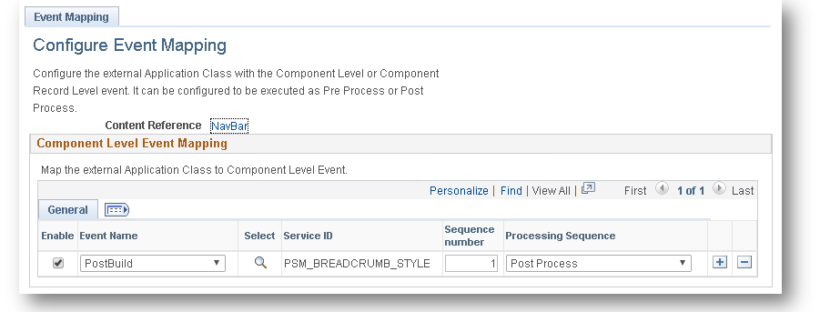 Event Mapping
Configure Event Mapping
Configure the external Application Class with the Component Level or Component
Record Level event. It can be configured to be executed as Pre Process or Post
Process.
Content Reference NavBar
Component Level Event Mapping
Map the external Application Class to Component Level Event.
Personalize | Find | View All | First 1 of 1 Last
General
Enable Event Name Select Service ID Sequence number Processing Sequence
PostBuild PSM_BREADCRUMB_STYLE 1 Post Process